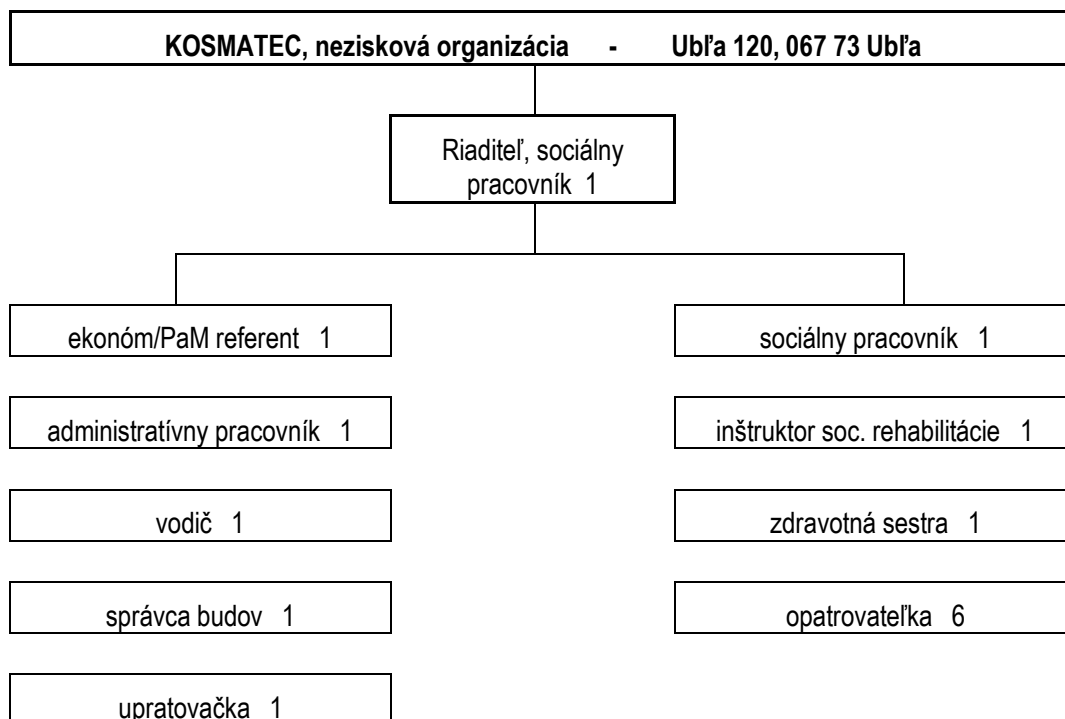 KOSMATEC, nezisková organizácia - Ubľa 120, 067 73 Ubľa
Riaditeľ, sociálny
pracovník 1
ekonóm/PaM referent 1
sociálny pracovník 1
administratívny pracovník 1
inštruktor soc. rehabilitácie 1
vodič 1
zdravotná sestra 1
správca budov 1
opatrovateľka 6
upratovačka 1